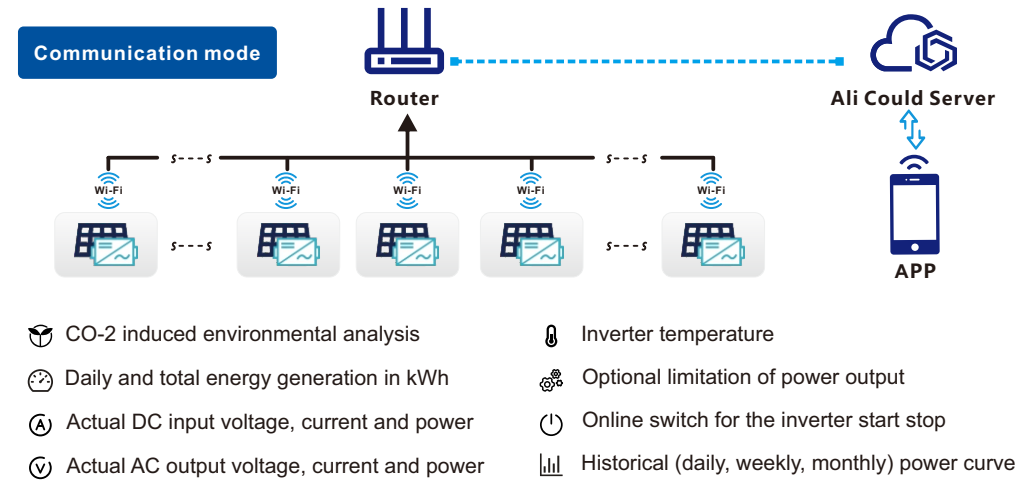 Communication mode
Router
Ali Could Server
Wi-Fi
Wi-Fi
Wi-Fi
Wi-Fi
Wi-Fi
APP
CO-2 induced environmental analysis
Daily and total energy generation in kWh
Actual DC input voltage, current and power
Actual AC output voltage, current and power
Inverter temperature
Optional limitation of power output
Online switch for the inverter start stop
Historical (daily, weekly, monthly) power curve